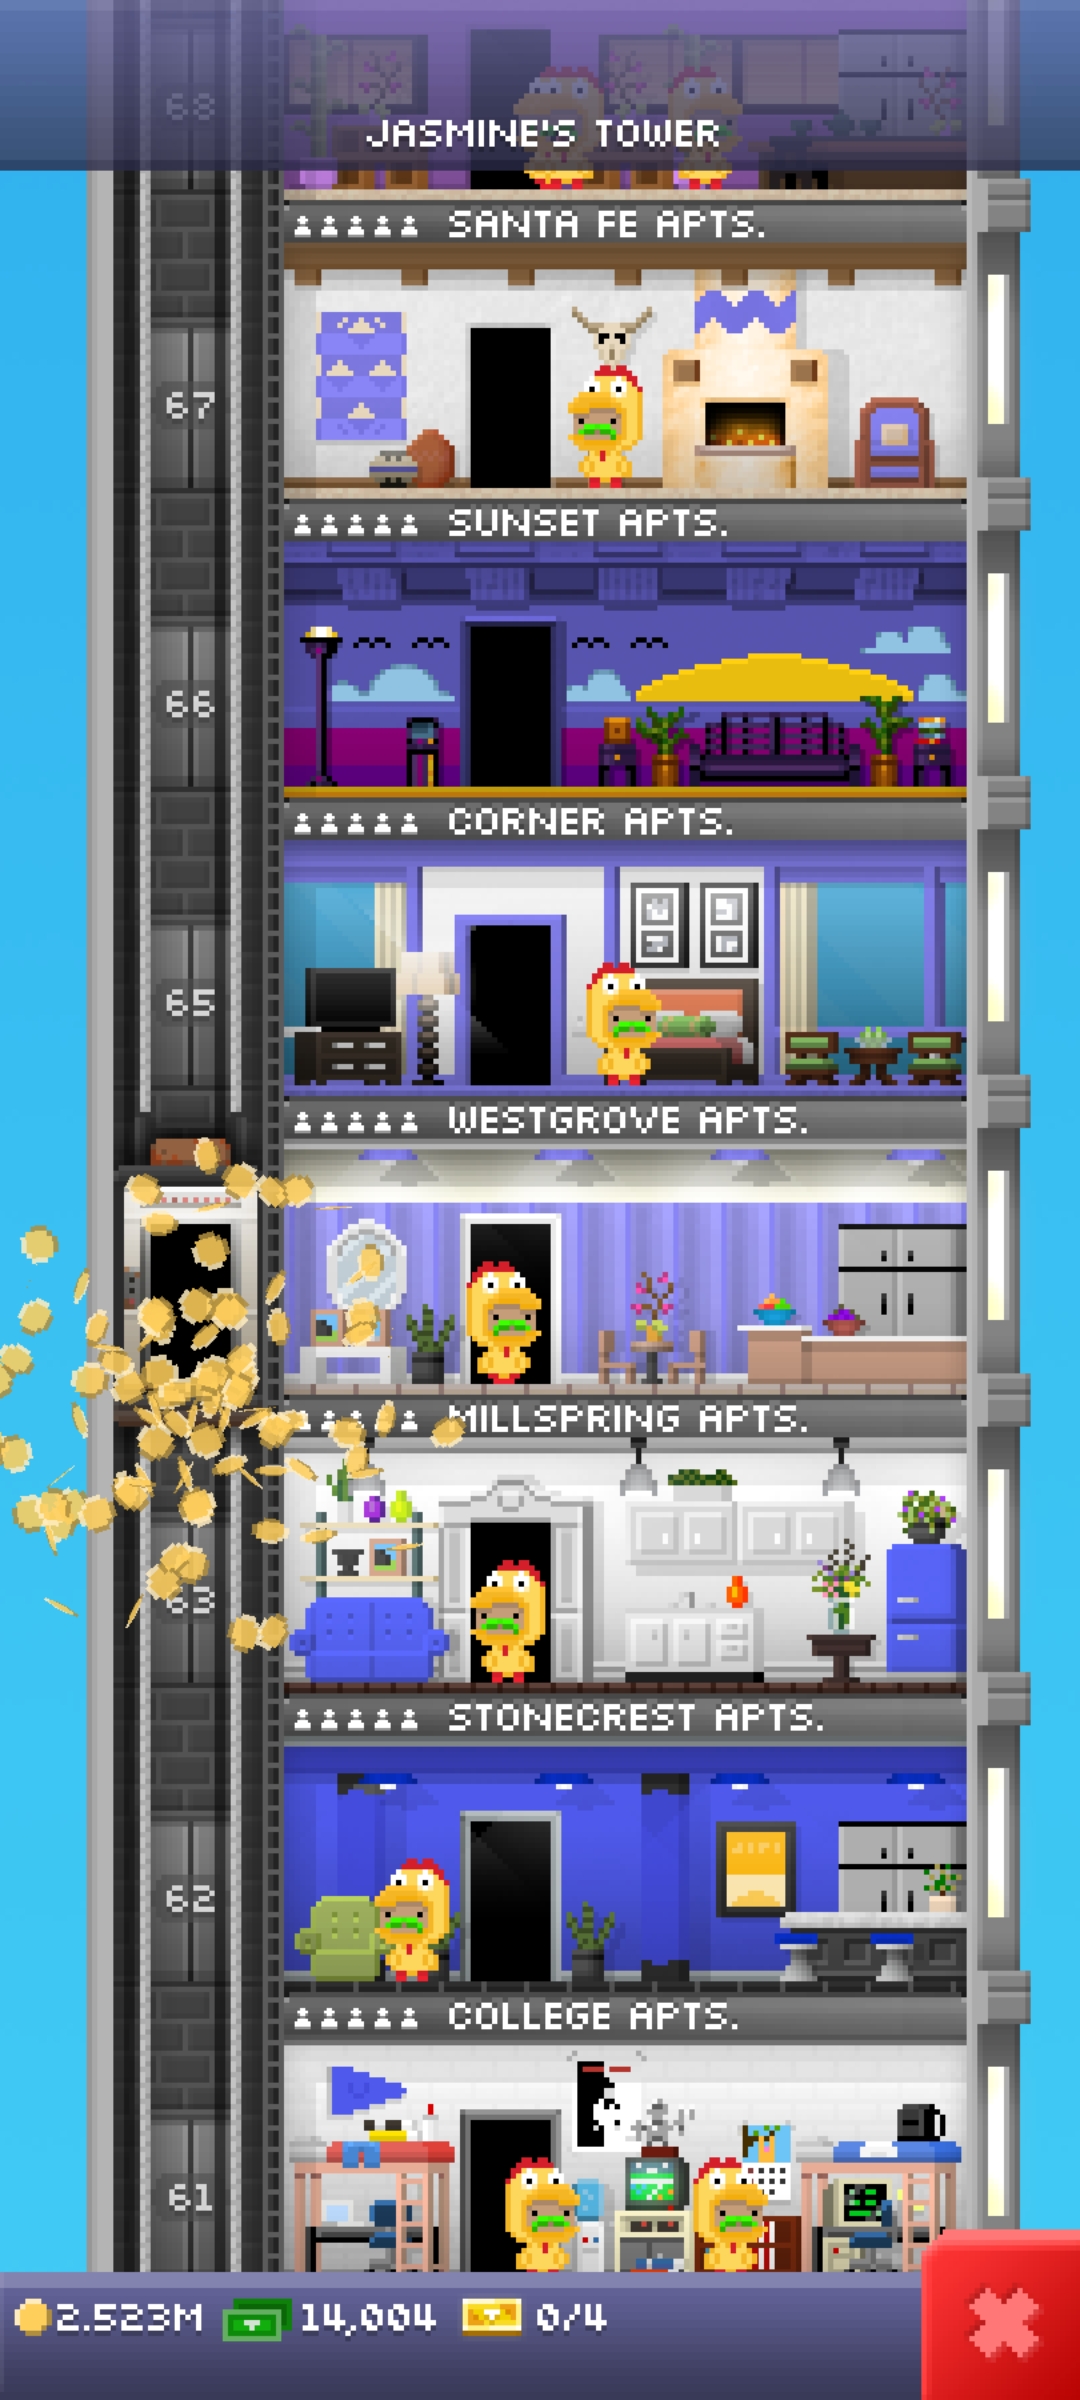 68
JASMINE'S TOWER
SANTA FE APTS.
67
SUNSET APTS.
66
CORNER APTS.
65
WESTGROVE APTS.
MILLSPRING APTS.
63
STONECREST APTS.
62
COLLEGE APTS.
61
2.523M 14,004 0/4